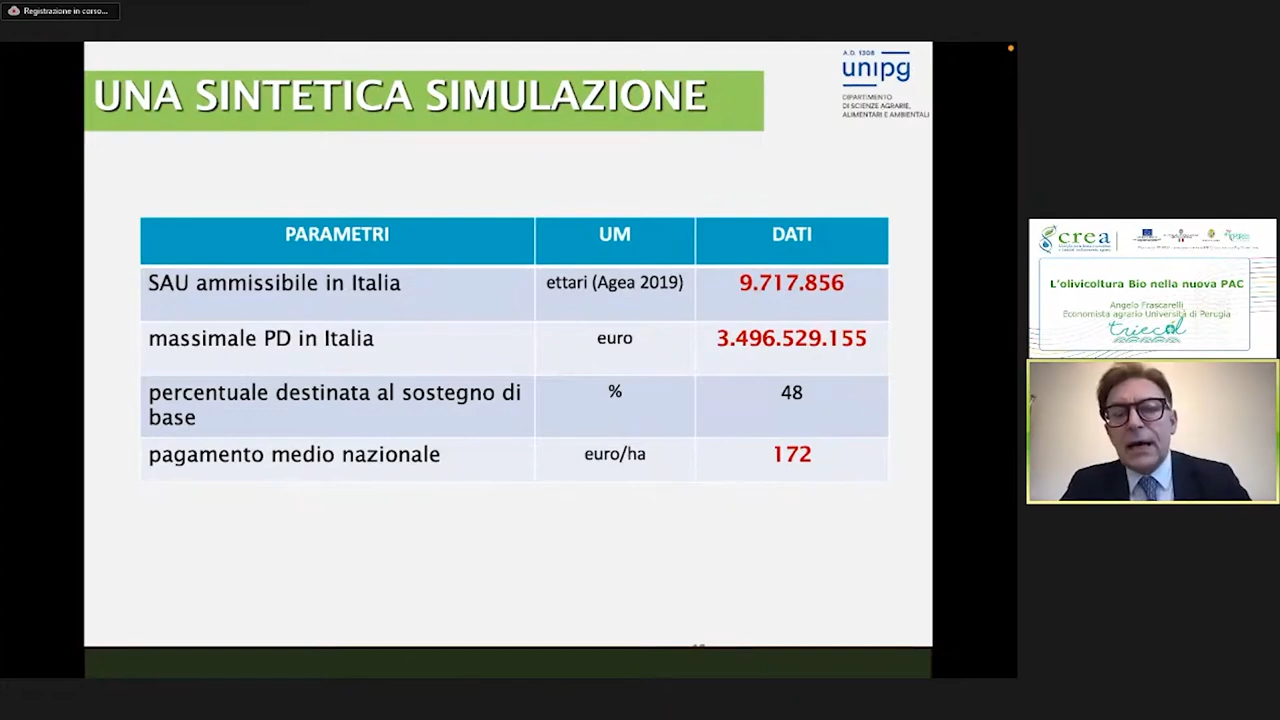 Registrazione in corso...
UNA SINTETICA SIMULAZIONE
A.D. 1308
unipg
DIPARTIMENTO
DI SCIENZE AGRARIE,
ALIMENTARI E AMBIENTALI
PARAMETRI UM DATI
SAU ammissibile in Italia ettari (Agea 2019) 9.717.856
massimale PD in Italia euro 3.496.529.155
percentuale destinata al sostegno di
base % 48
pagamento medio nazionale euro/ha 172
crea
L'olivicoltura Bio nella nuova PAC
Angelo Frascarelli
Economista agrario Università di Perugia